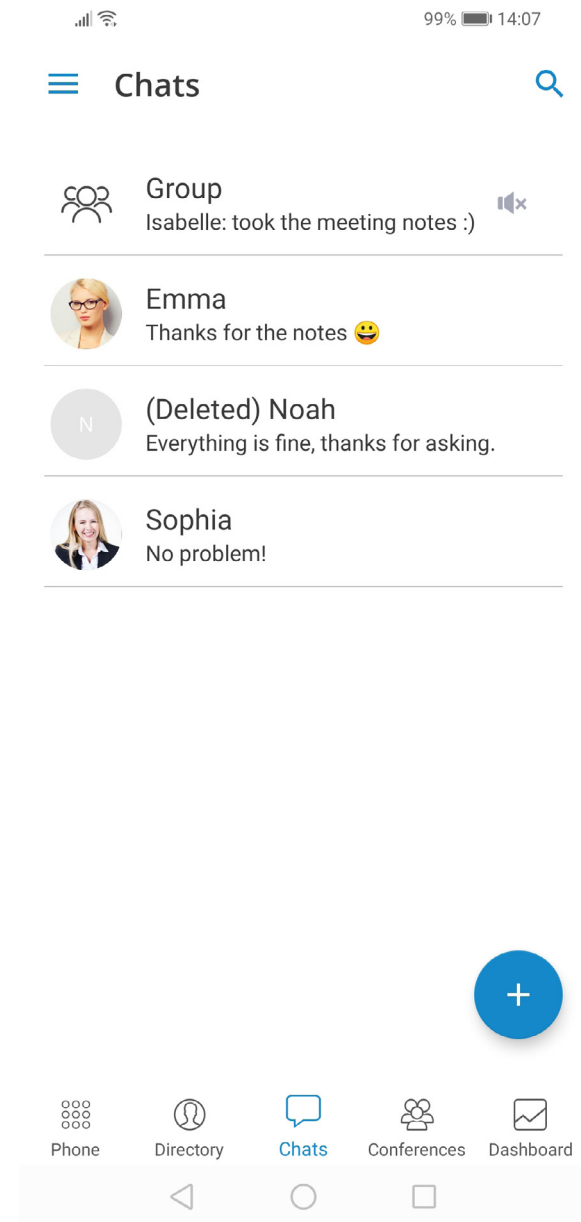 99% 14:07
Chats
Group
Isabelle: took the meeting notes :)
Emma
Thanks for the notes 😀
N
(Deleted) Noah
Everything is fine, thanks for asking.
Sophia
No problem!
+
Phone Directory Chats Conferences Dashboard